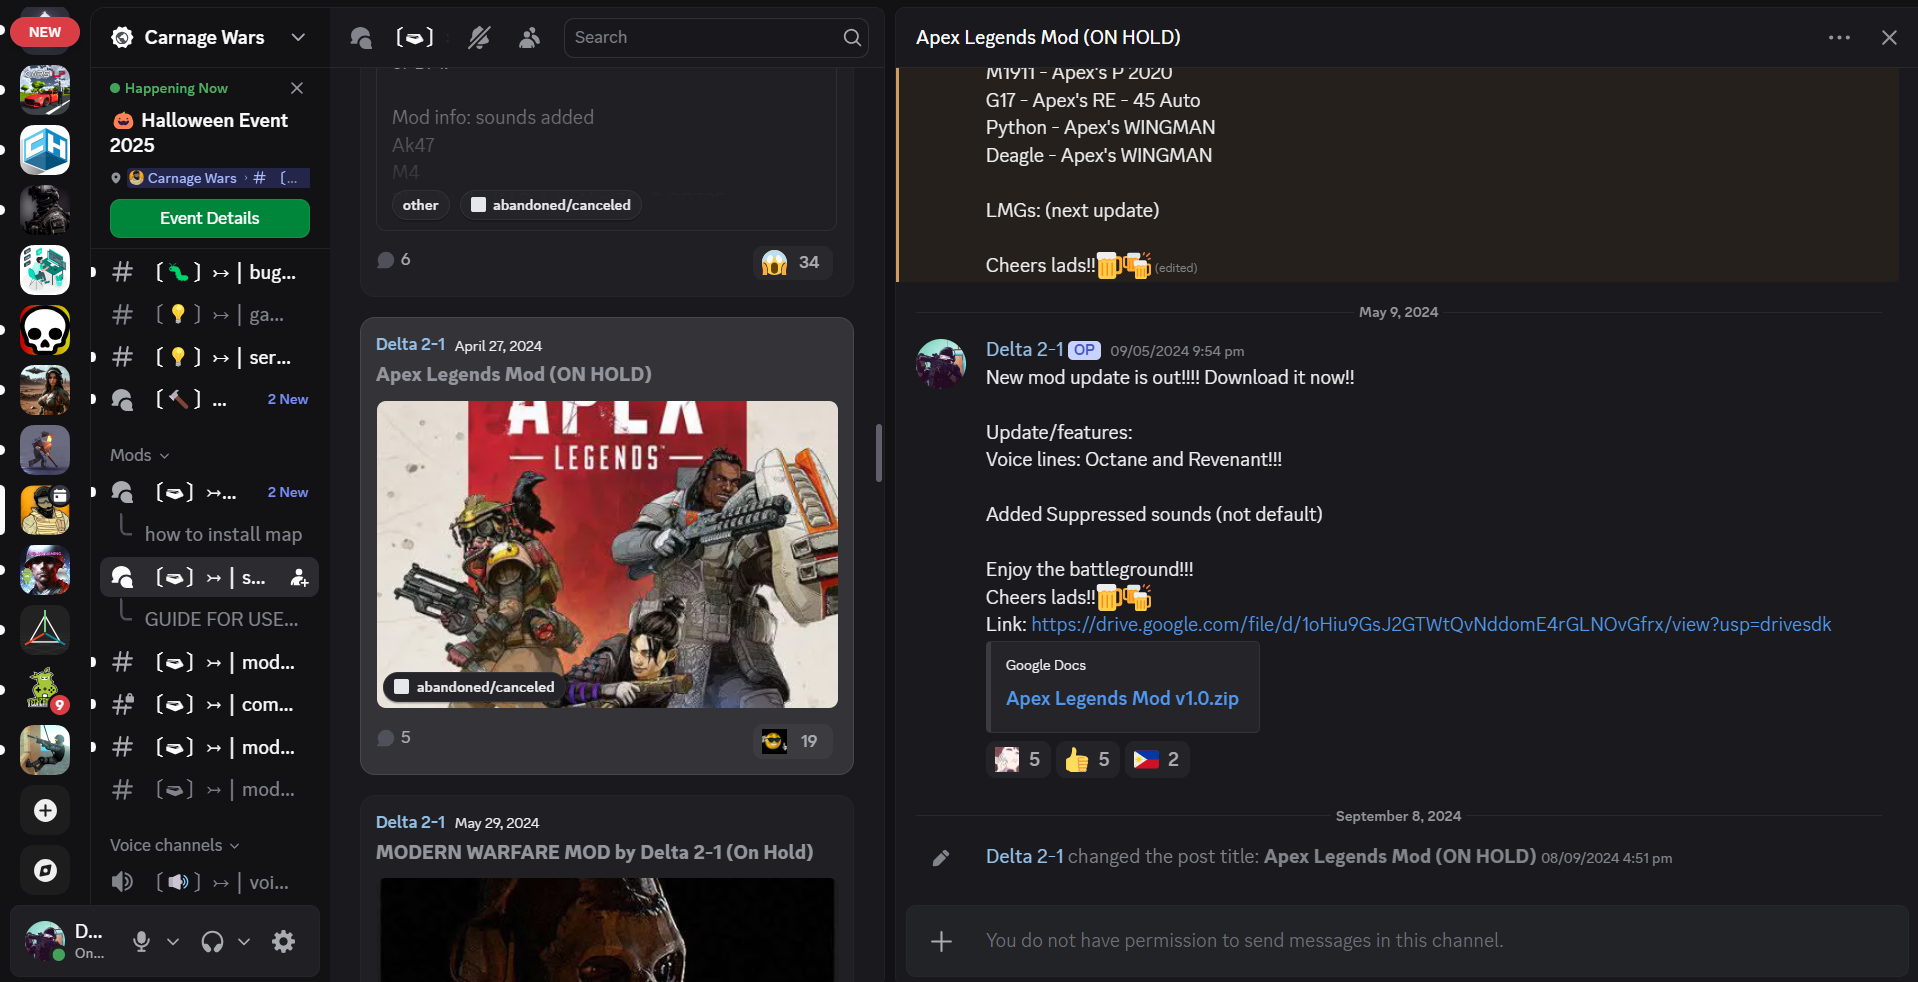 NEW
9
Carnage Wars
Happening Now
🎃 Halloween Event
2025
Carnage Wars › # 〔...
Event Details
〔🐛〕↣ | bug...
〔💡〕↣ | ga...
〔💡〕↣ | ser...
〔🔨〕... 2 New
Mods
〔🪖〕↣... 2 New
how to install map
〔🪖〕↣ | s...
GUIDE FOR USE...
〔🪖〕↣ | mod...
〔🪖〕↣ | com...
〔🪖〕↣ | mod...
〔🪖〕↣ | mod...
Voice channels
〔🔊〕↣ | voi...
D...
On...
Search
Mod info: sounds added
Ak47
M4
other
abandoned/canceled
6
34
Delta 2-1 April 27, 2024
Apex Legends Mod (ON HOLD)
APEX
LEGENDS
abandoned/canceled
5
19
Delta 2-1 May 29, 2024
MODERN WARFARE MOD by Delta 2-1 (On Hold)
Apex Legends Mod (ON HOLD)
M1911 - Apex's P 2020
G17 - Apex's RE - 45 Auto
Python - Apex's WINGMAN
Deagle - Apex's WINGMAN
LMGs: (next update)
Cheers lads!!🍺🍻 (edited)
May 9, 2024
Delta 2-1 OP 09/05/2024 9:54 pm
New mod update is out!!!! Download it now!!
Update/features:
Voice lines: Octane and Revenant!!!
Added Suppressed sounds (not default)
Enjoy the battleground!!!
Cheers lads!!🍺🍻
Link: https://drive.google.com/file/d/1oHiu9GsJ2GTWtQvNddomE4rGLNOvGfrx/view?usp=drivesdk
Google Docs
Apex Legends Mod v1.0.zip
5
5
2
September 8, 2024
Delta 2-1 changed the post title: Apex Legends Mod (ON HOLD) 08/09/2024 4:51 pm
You do not have permission to send messages in this channel.